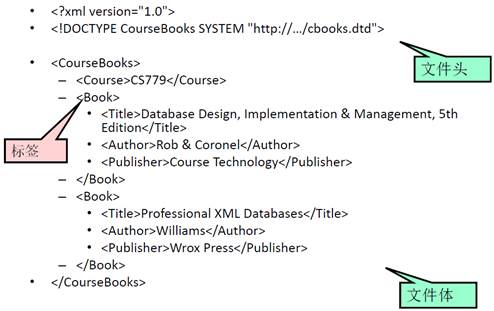 • <?xml version="1.0">
• <!DOCTYPE CourseBooks SYSTEM "http://.../cbooks.dtd">
文件头
• <CourseBooks>
– <Course>CS779</Course>
– <Book>
标签
• <Title>Database Design, Implementation & Management, 5th
Edition</Title>
• <Author>Rob & Coronel</Author>
• <Publisher>Course Technology</Publisher>
– </Book>
– <Book>
• <Title>Professional XML Databases</Title>
• <Author>Williams</Author>
• <Publisher>Wrox Press</Publisher>
– </Book>
• </CourseBooks>
文件体